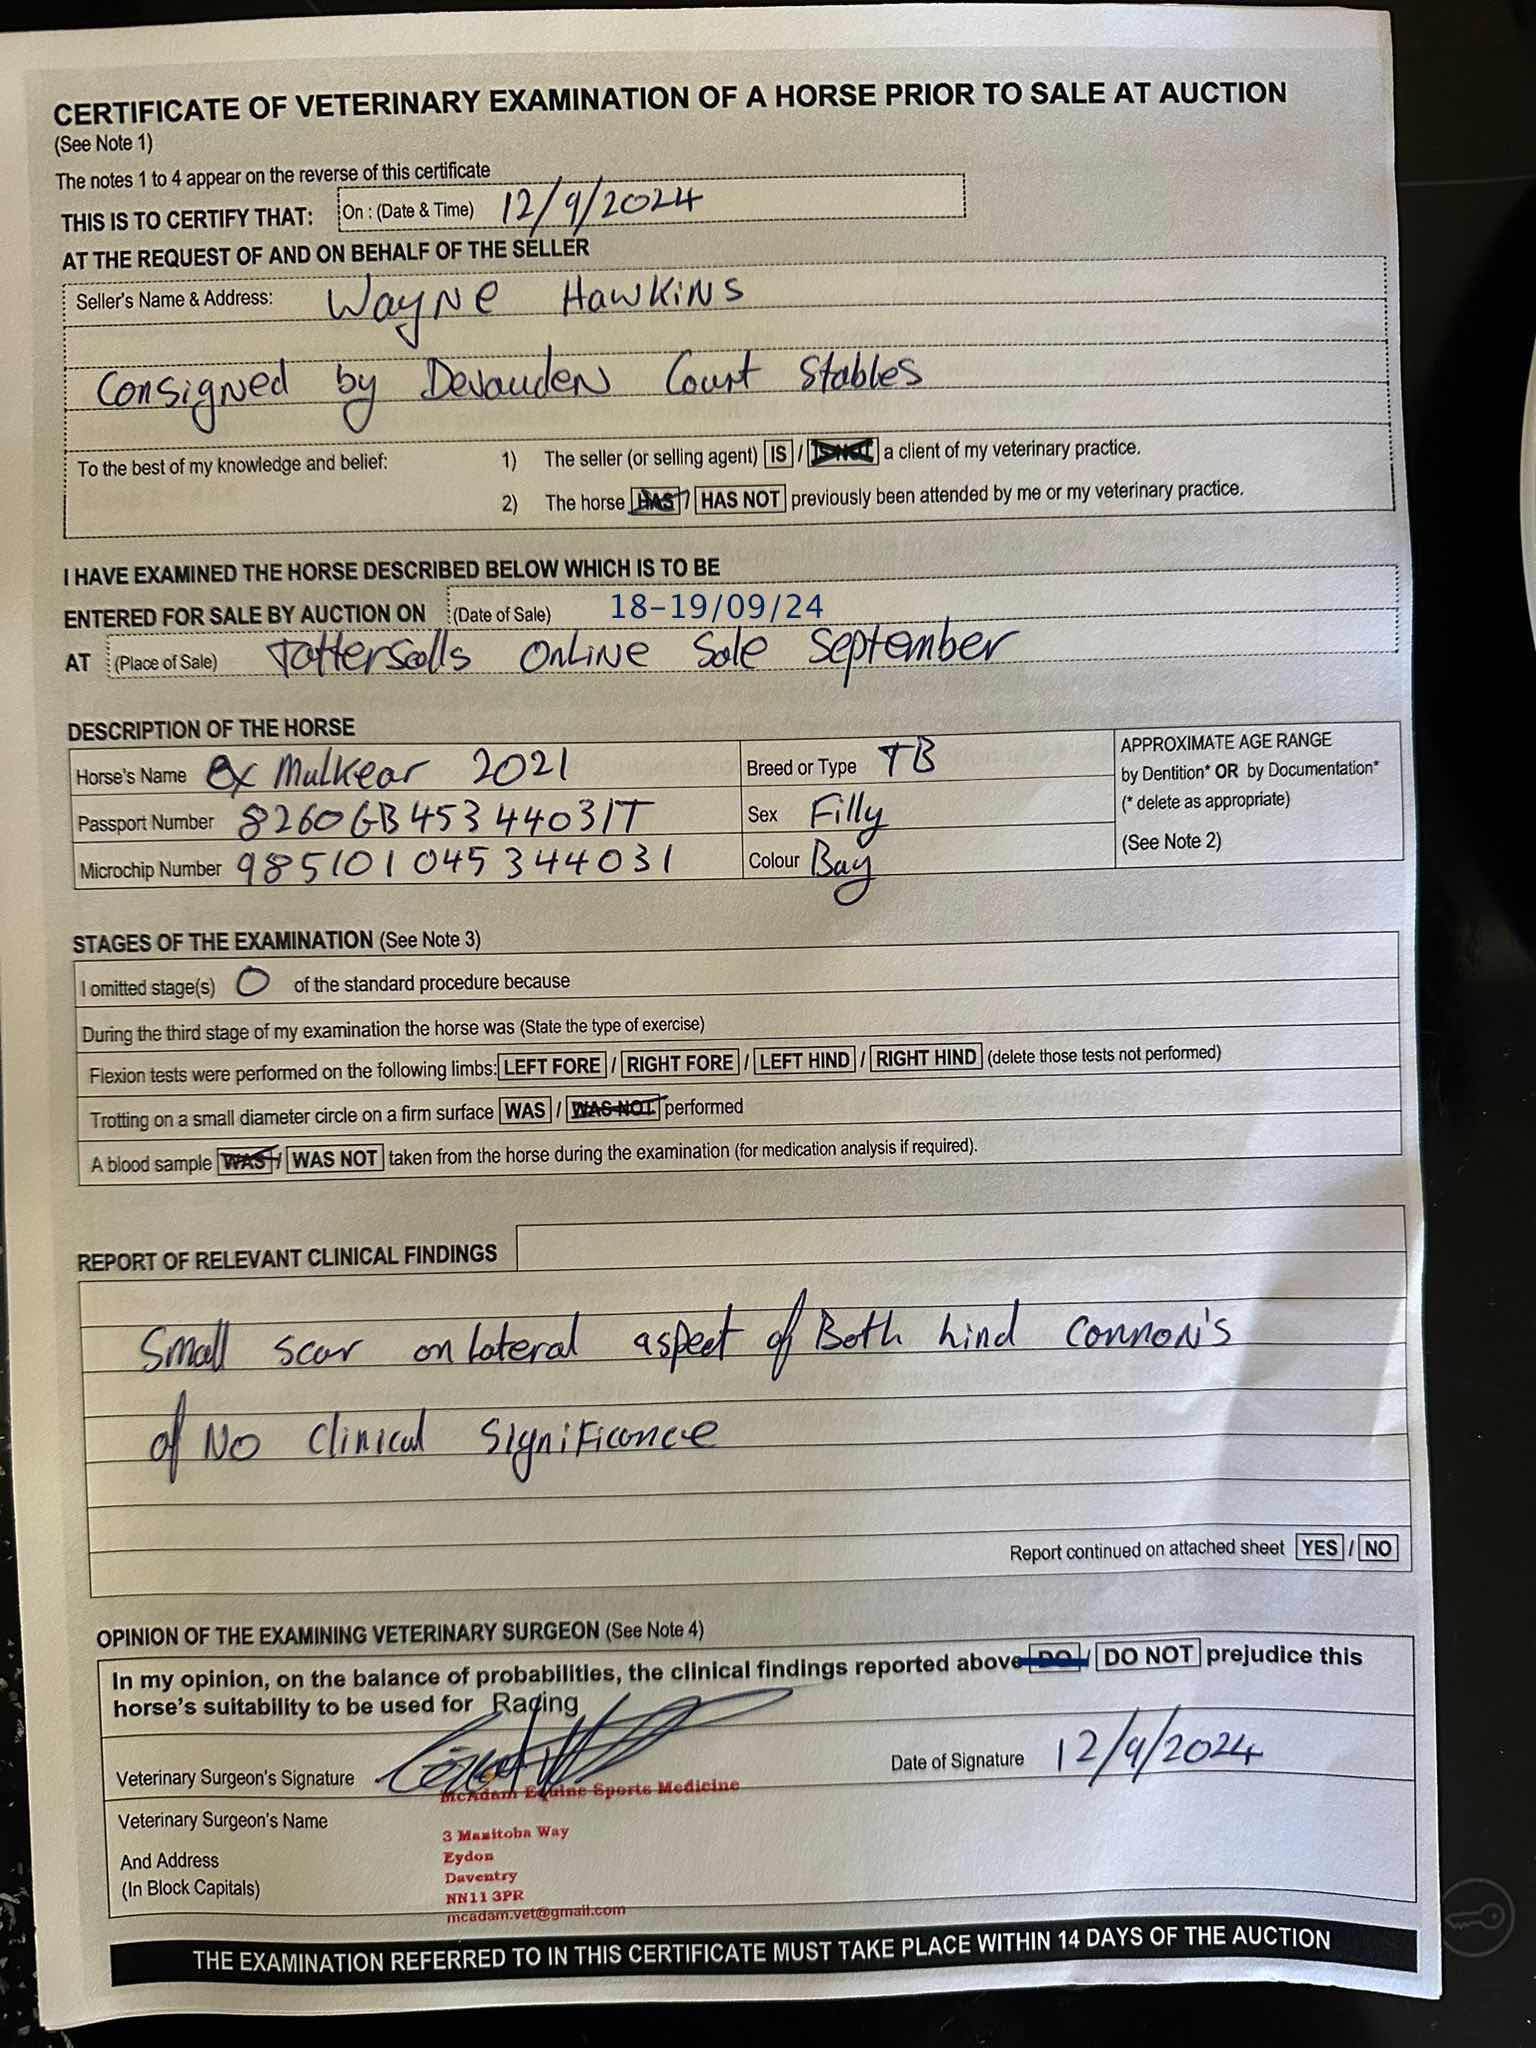 CERTIFICATE OF VETERINARY EXAMINATION OF A HORSE PRIOR TO SALE AT AUCTION
(See Note 1)
The notes 1 to 4 appear on the reverse of this certificate
THIS IS TO CERTIFY THAT: On : (Date & Time) 12/9/2024
AT THE REQUEST OF AND ON BEHALF OF THE SELLER
Seller's Name & Address: Wayne Hawkins
Consigned by Devauden Court Stables
To the best of my knowledge and belief: 1) The seller (or selling agent) IS / IS NOT a client of my veterinary practice.
2) The horse HAS / HAS NOT previously been attended by me or my veterinary practice.
I HAVE EXAMINED THE HORSE DESCRIBED BELOW WHICH IS TO BE
ENTERED FOR SALE BY AUCTION ON (Date of Sale) 18-19/09/24
AT (Place of Sale) Tattersalls Online Sale September
DESCRIPTION OF THE HORSE
Horse's Name ex Mulkear 2021 Breed or Type TB APPROXIMATE AGE RANGE
by Dentition* OR by Documentation*
Passport Number 8260GB45344031T Sex Filly (* delete as appropriate)
(See Note 2)
Microchip Number 985101045344031 Colour Bay
STAGES OF THE EXAMINATION (See Note 3)
I omitted stage(s) 0 of the standard procedure because
During the third stage of my examination the horse was (State the type of exercise)
Flexion tests were performed on the following limbs: LEFT FORE / RIGHT FORE / LEFT HIND / RIGHT HIND (delete those tests not performed)
Trotting on a small diameter circle on a firm surface WAS / WAS NOT performed
A blood sample WAS / WAS NOT taken from the horse during the examination (for medication analysis if required).
REPORT OF RELEVANT CLINICAL FINDINGS
Small scar on lateral aspect of Both hind Connon's
of No Clinical Significance
Report continued on attached sheet YES / NO
OPINION OF THE EXAMINING VETERINARY SURGEON (See Note 4)
In my opinion, on the balance of probabilities, the clinical findings reported above DO / DO NOT prejudice this
horse's suitability to be used for Racing
Veterinary Surgeon's Signature Date of Signature 12/9/2024
McAdam Equine Sports Medicine
Veterinary Surgeon's Name
3 Manitoba Way
And Address
Eydon
(In Block Capitals)
Daventry
NN11 3PR
mcadam.vet@gmail.com
THE EXAMINATION REFERRED TO IN THIS CERTIFICATE MUST TAKE PLACE WITHIN 14 DAYS OF THE AUCTION